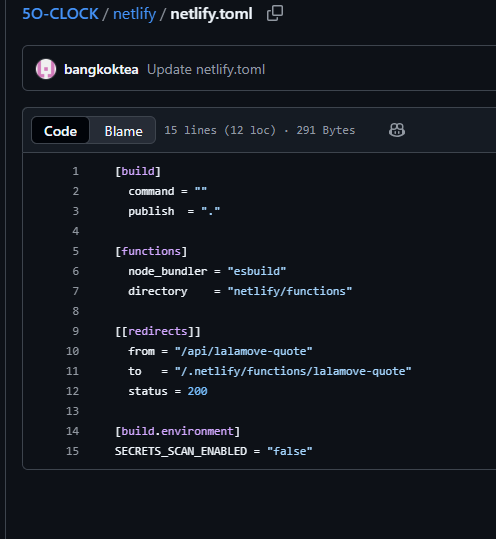 5O-CLOCK / netlify / netlify.toml
bangkoktea Update netlify.toml
Code Blame 15 lines (12 loc) · 291 Bytes
1 [build]
2 command = ""
3 publish = "."
4
5 [functions]
6 node_bundler = "esbuild"
7 directory = "netlify/functions"
8
9 [[redirects]]
10 from = "/api/lalamove-quote"
11 to = "/.netlify/functions/lalamove-quote"
12 status = 200
13
14 [build.environment]
15 SECRETS_SCAN_ENABLED = "false"